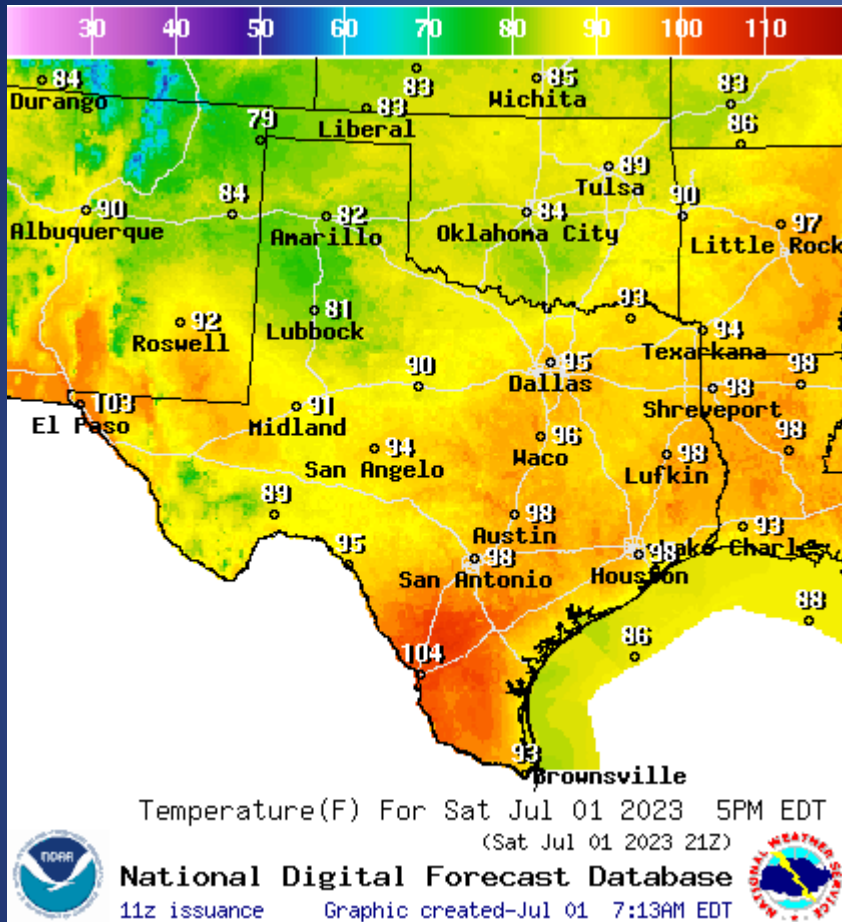 30 40 50 60 70 80 90 100 110
84
Durango
83
83
Liberal
85
Wichita
83
86
79
89
Tulsa
90
Albuquerque
84
82
Amarillo
84
Oklahoma City
90
97
Little Rock
92
Roswell
81
Lubbock
93
94
Texarkana
95
Dallas
90
98
Shreveport
98
103
El Paso
91
Midland
94
San Angelo
96
Waco
98
Lufkin
98
89
98
Austin
93
Lake Charles
95
98
San Antonio
98
Houston
88
86
104
93
Brownsville
Temperature(F) For Sat Jul 01 2023 5PM EDT
(Sat Jul 01 2023 21Z)
noaa
NATIONAL WEATHER SERVICE
National Digital Forecast Database
11z issuance Graphic created-Jul 01 7:13AM EDT